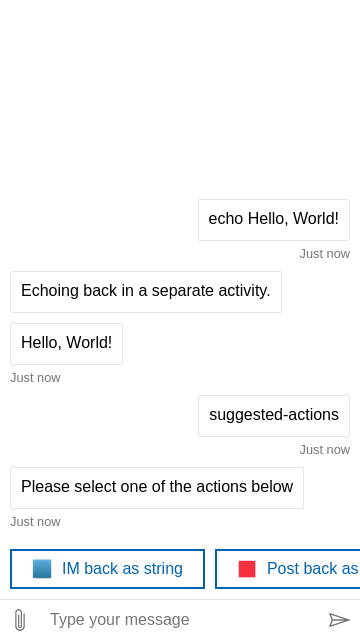 echo Hello, World!
Just now
Echoing back in a separate activity.
Hello, World!
Just now
suggested-actions
Just now
Please select one of the actions below
Just now
IM back as string
Post back as
Type your message